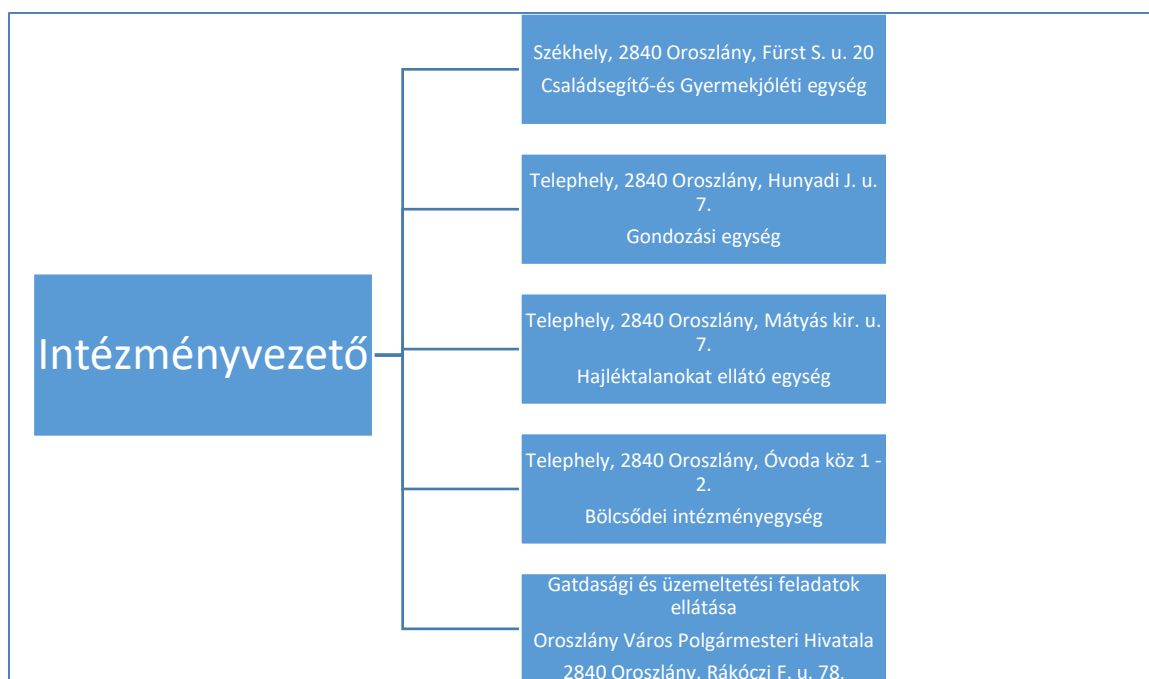 Székhely, 2840 Oroszlány, Fürst S. u. 20
Családsegítő-és Gyermekjóléti egység
Telephely, 2840 Oroszlány, Hunyadi J. u.
7.
Gondozási egység
Intézményvezető
Telephely, 2840 Oroszlány, Mátyás kir. u.
7.
Hajléktalanokat ellátó egység
Telephely, 2840 Oroszlány, Óvoda köz 1 -
2.
Bölcsődei intézményegység
Gatdasági és üzemeltetési feladatok
ellátása
Oroszlány Város Polgármesteri Hivatala
2840 Oroszlány, Rákóczi F. u. 78.